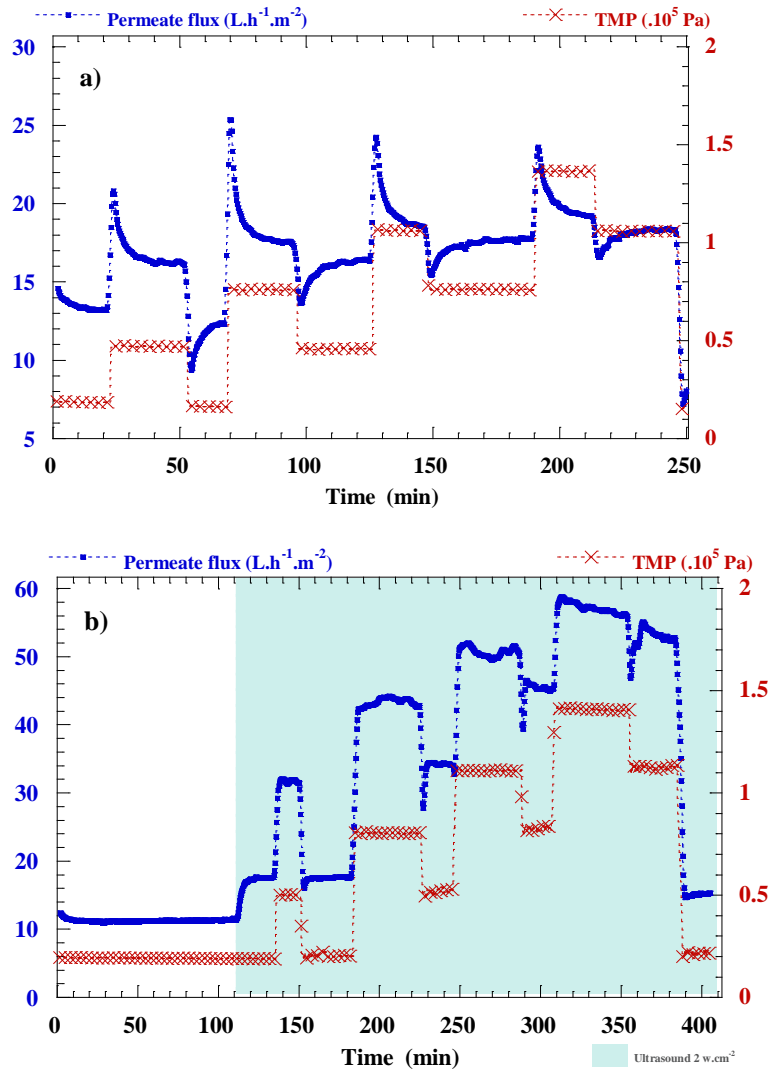 Permeate flux (L.h⁻¹.m⁻²) TMP (.10⁵ Pa)
a)
30 25 20 15 10 5
2 1.5 1 0.5 0
0 50 100 150 200 250
Time (min)
Permeate flux (L.h⁻¹.m⁻²) TMP (.10⁵ Pa)
b)
60 50 40 30 20 10 0
2 1.5 1 0.5 0
0 50 100 150 200 250 300 350 400
Time (min)
Ultrasound 2 w.cm⁻²